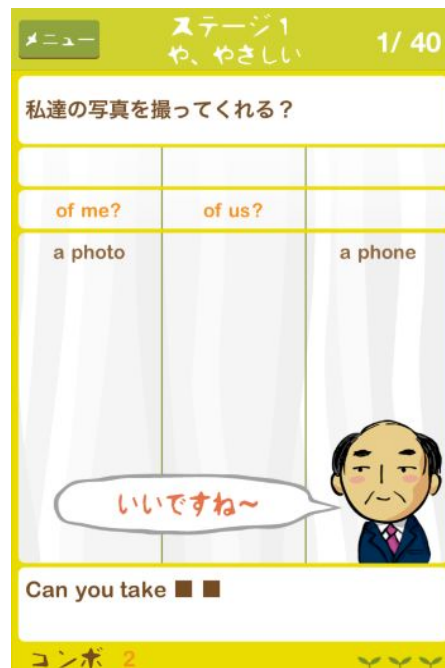 メニュー
ステージ1
や、やさしい
1/ 40
私達の写真を撮ってくれる？
of me? of us?
a photo a phone
いいですね〜
Can you take ■ ■
コンボ 2